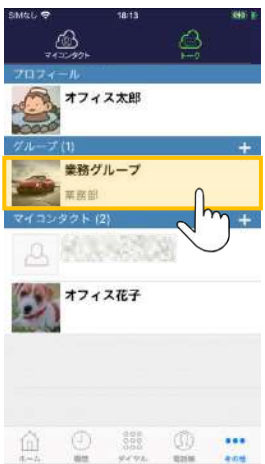 SIMなし 18:13
マイコンタクト トーク
プロフィール
オフィス太郎
グループ (1) +
業務グループ
業務部
マイコンタクト (2) +
オフィス花子
ホーム 履歴 ダイヤル 電話帳 その他